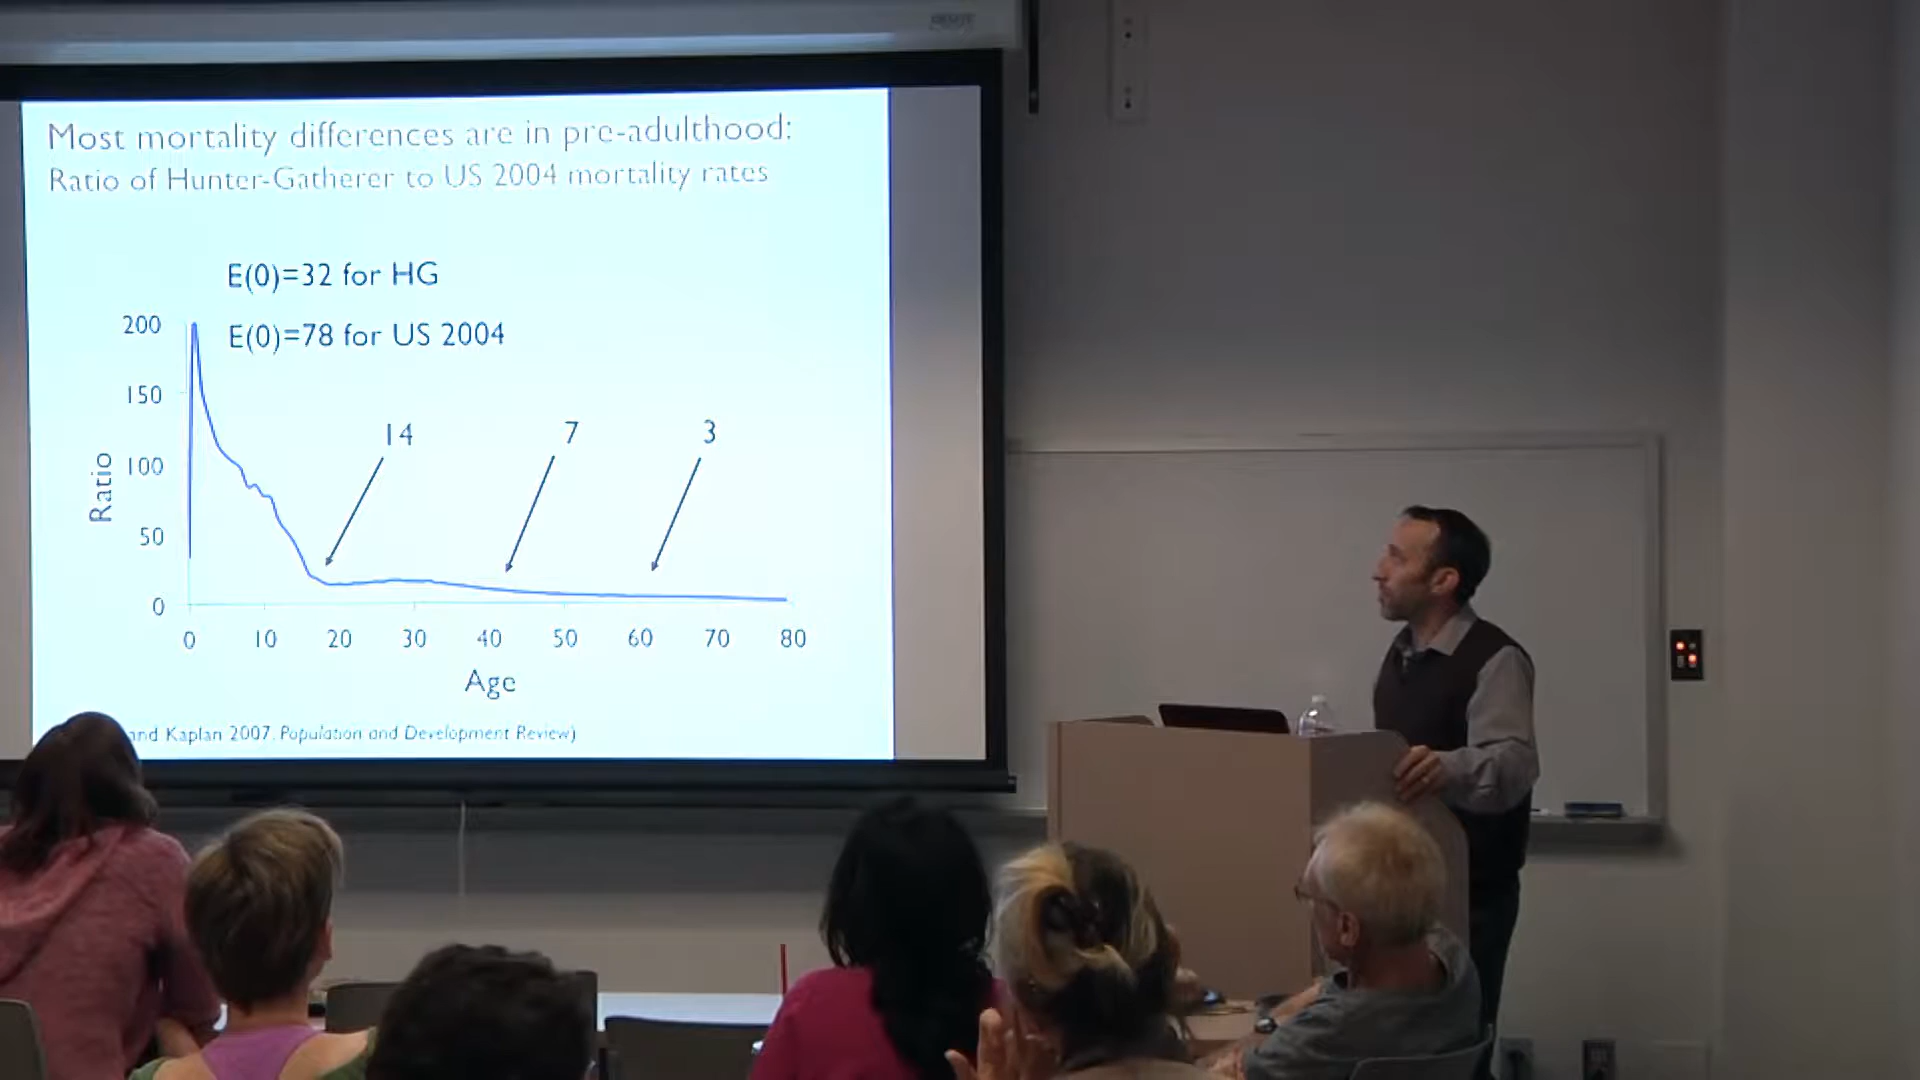 Most mortality differences are in pre-adulthood:
Ratio of Hunter-Gatherer to US 2004 mortality rates
E(0)=32 for HG
E(0)=78 for US 2004
200
150
100
50
0
Ratio
14
7
3
0 10 20 30 40 50 60 70 80
Age
and Kaplan 2007. Population and Development Review)